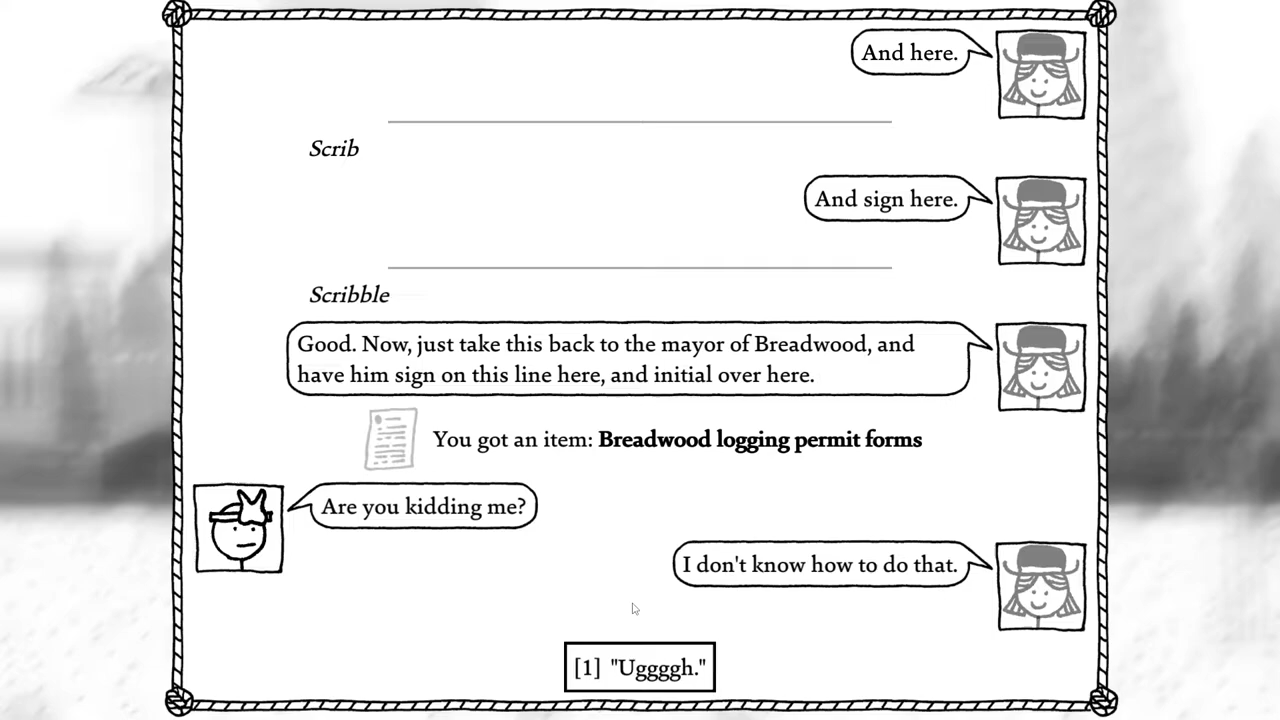 And here.
Scrib
And sign here.
Scribble
Good. Now, just take this back to the mayor of Breadwood, and
have him sign on this line here, and initial over here.
You got an item: Breadwood logging permit forms
Are you kidding me?
I don't know how to do that.
[1] "Uggggh."